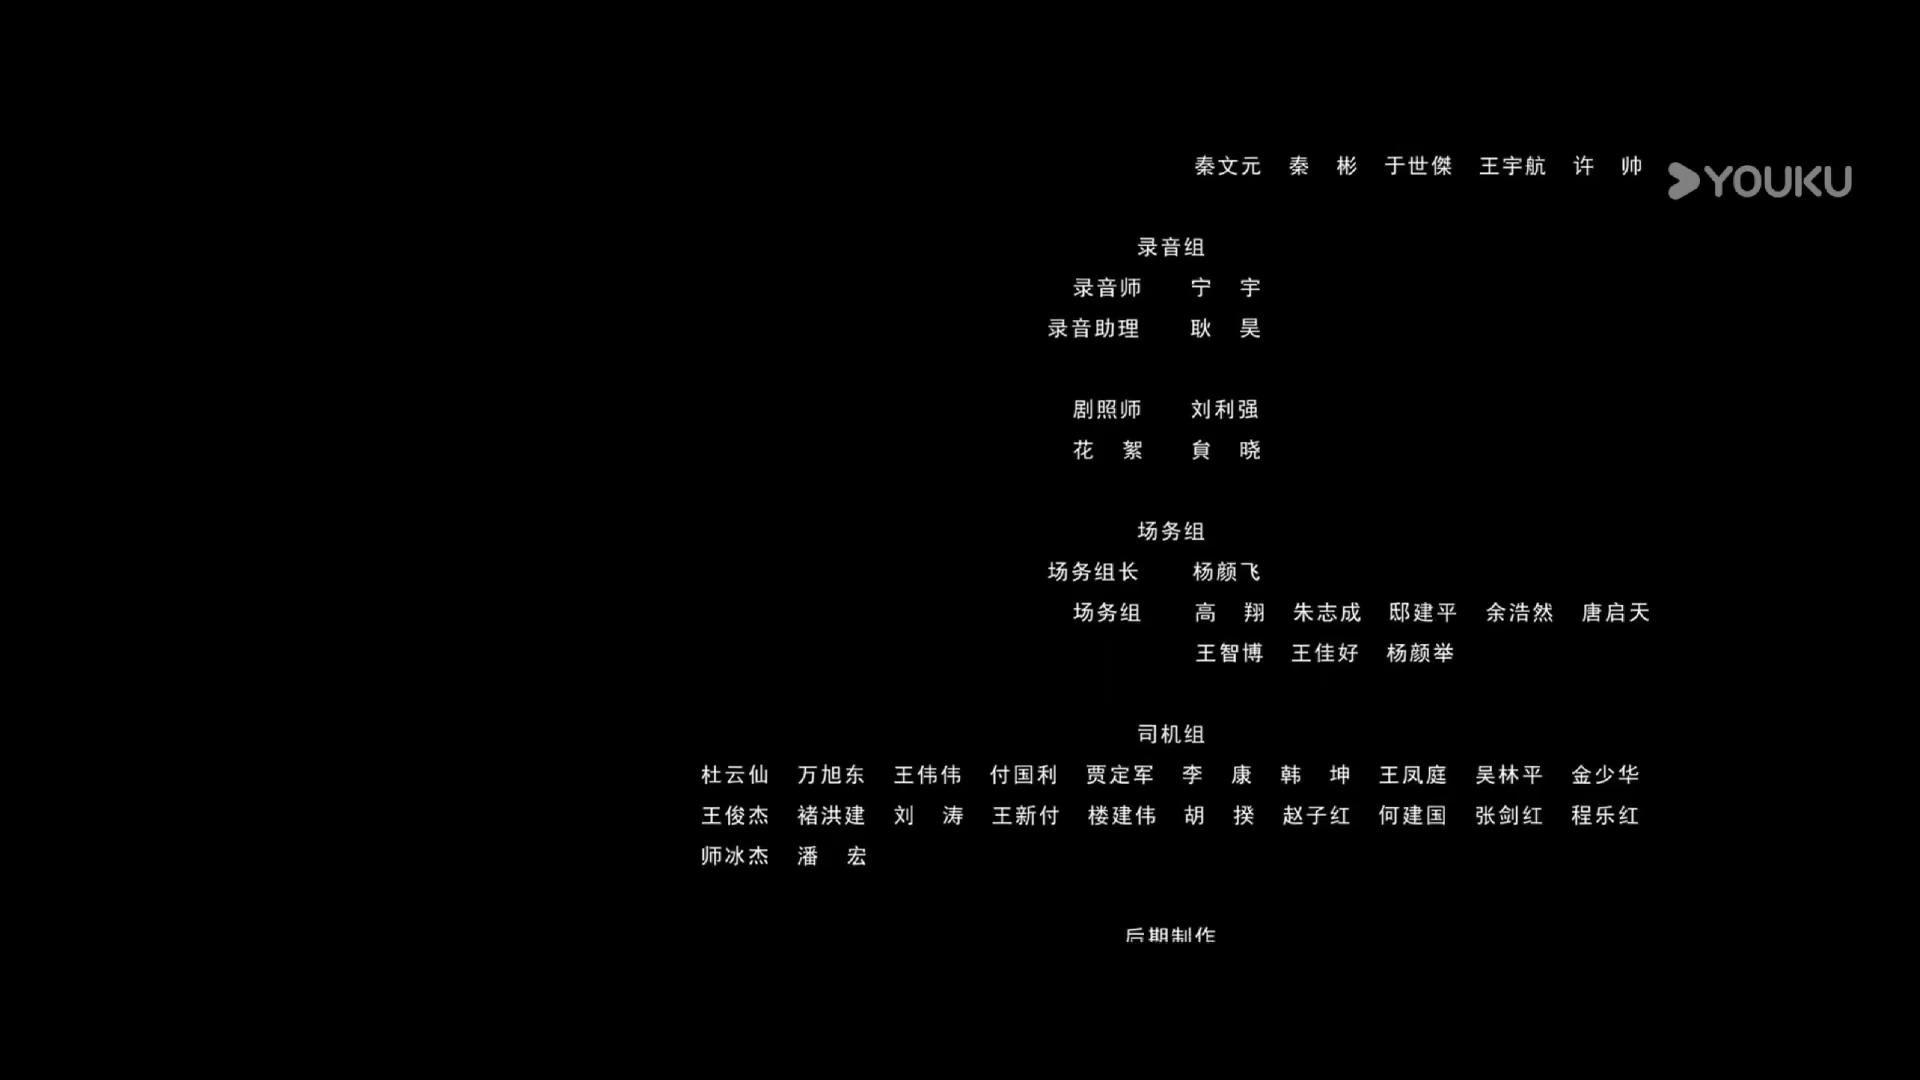 秦文元 秦 彬 于世傑 王宇航 许 帅
YOUKU
录音组
录音师 宁 宇
录音助理 耿 昊
剧照师 刘利强
花 絮 貟 晓
场务组
场务组长 杨颜飞
场务组 高 翔 朱志成 邸建平 余浩然 唐启天
王智博 王佳好 杨颜举
司机组
杜云仙 万旭东 王伟伟 付国利 贾定军 李 康 韩 坤 王凤庭 吴林平 金少华
王俊杰 褚洪建 刘 涛 王新付 楼建伟 胡 揆 赵子红 何建国 张剑红 程乐红
师冰杰 潘 宏
后期制作